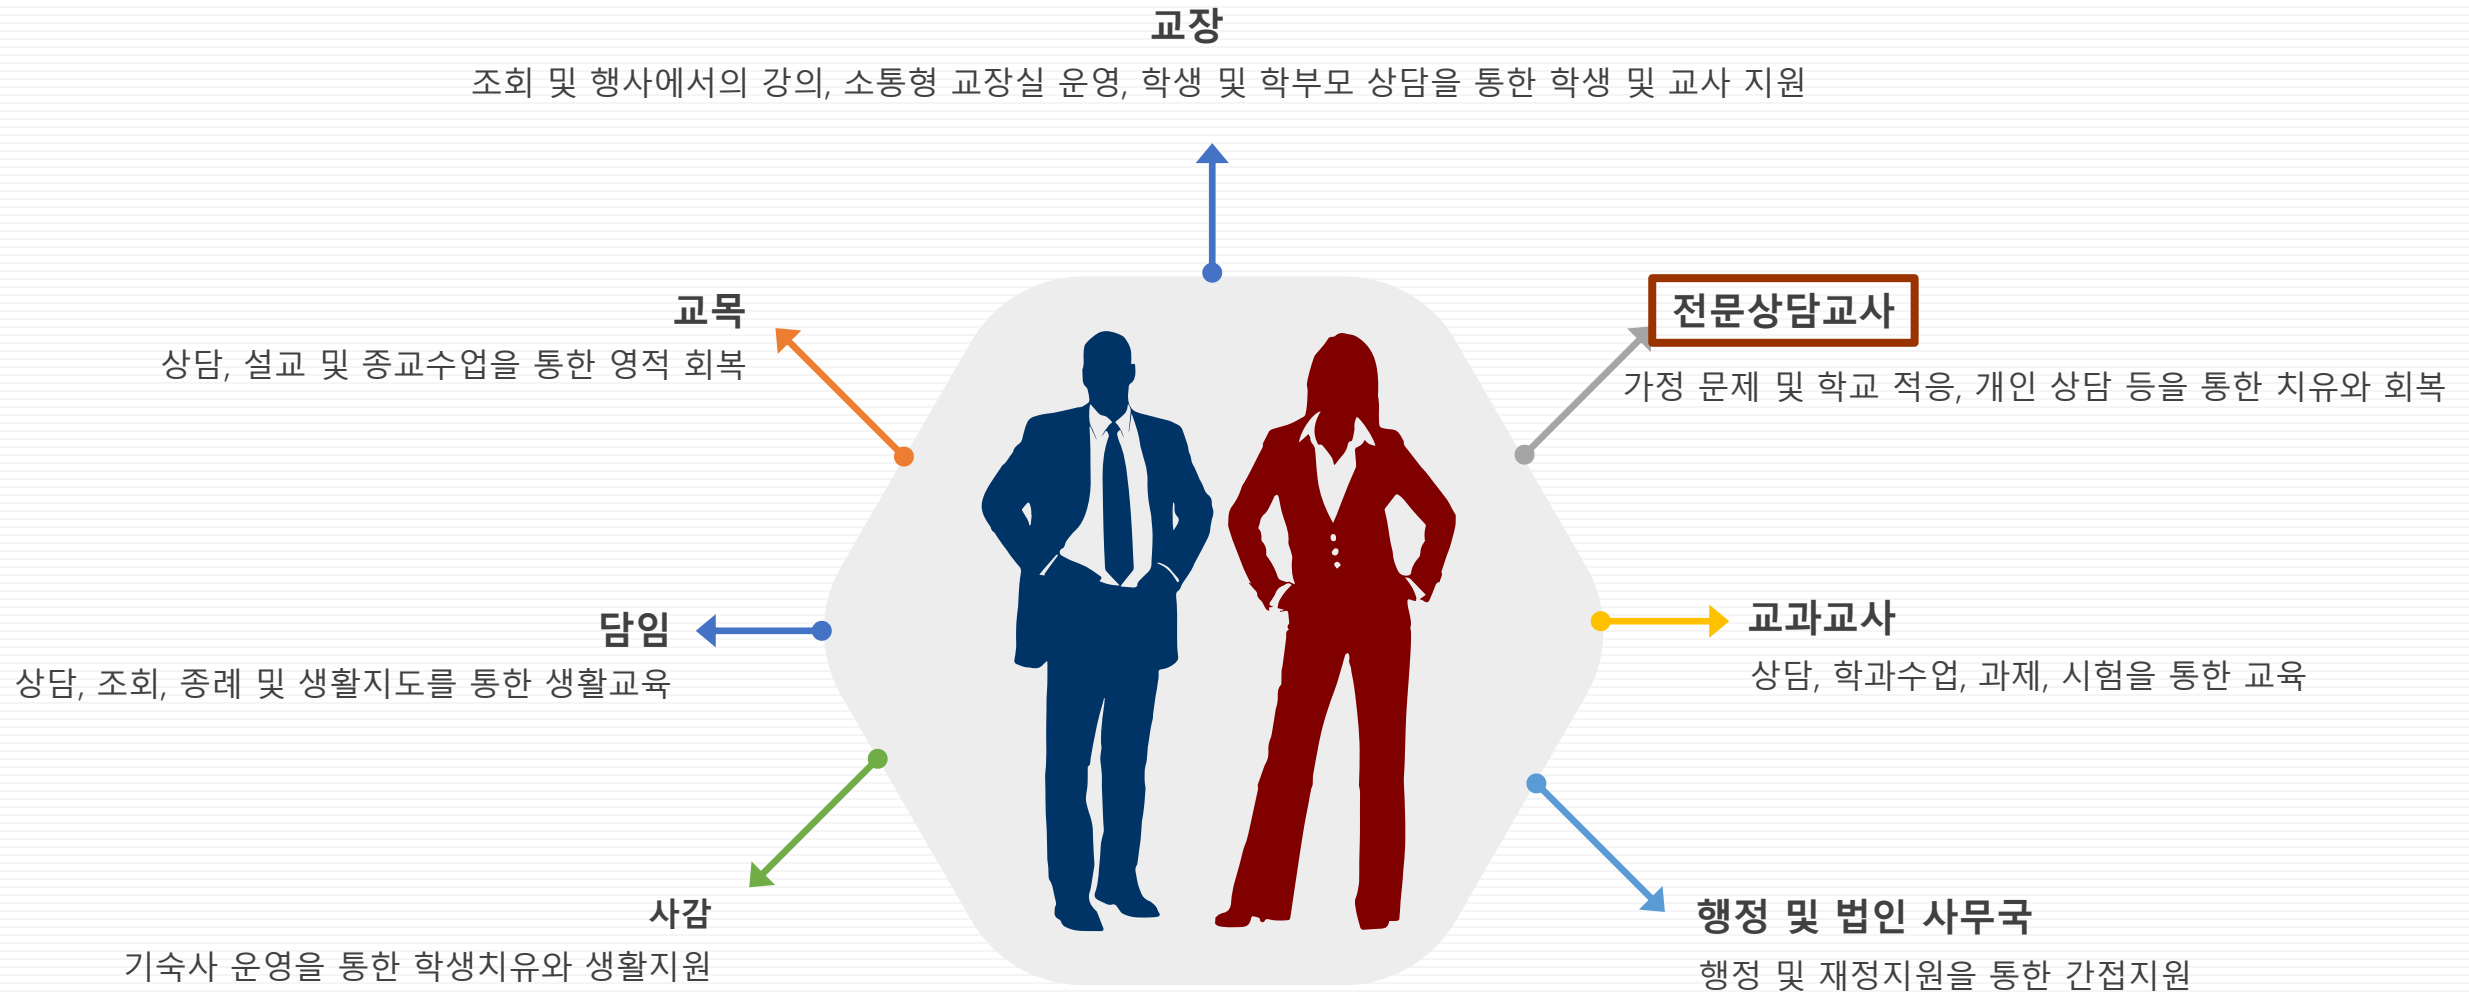 교장
조회 및 행사에서의 강의, 소통형 교장실 운영, 학생 및 학부모 상담을 통한 학생 및 교사 지원
교목
상담, 설교 및 종교수업을 통한 영적 회복
전문상담교사
가정 문제 및 학교 적응, 개인 상담 등을 통한 치유와 회복
담임
상담, 조회, 종례 및 생활지도를 통한 생활교육
교과교사
상담, 학과수업, 과제, 시험을 통한 교육
사감
기숙사 운영을 통한 학생치유와 생활지원
행정 및 법인 사무국
행정 및 재정지원을 통한 간접지원